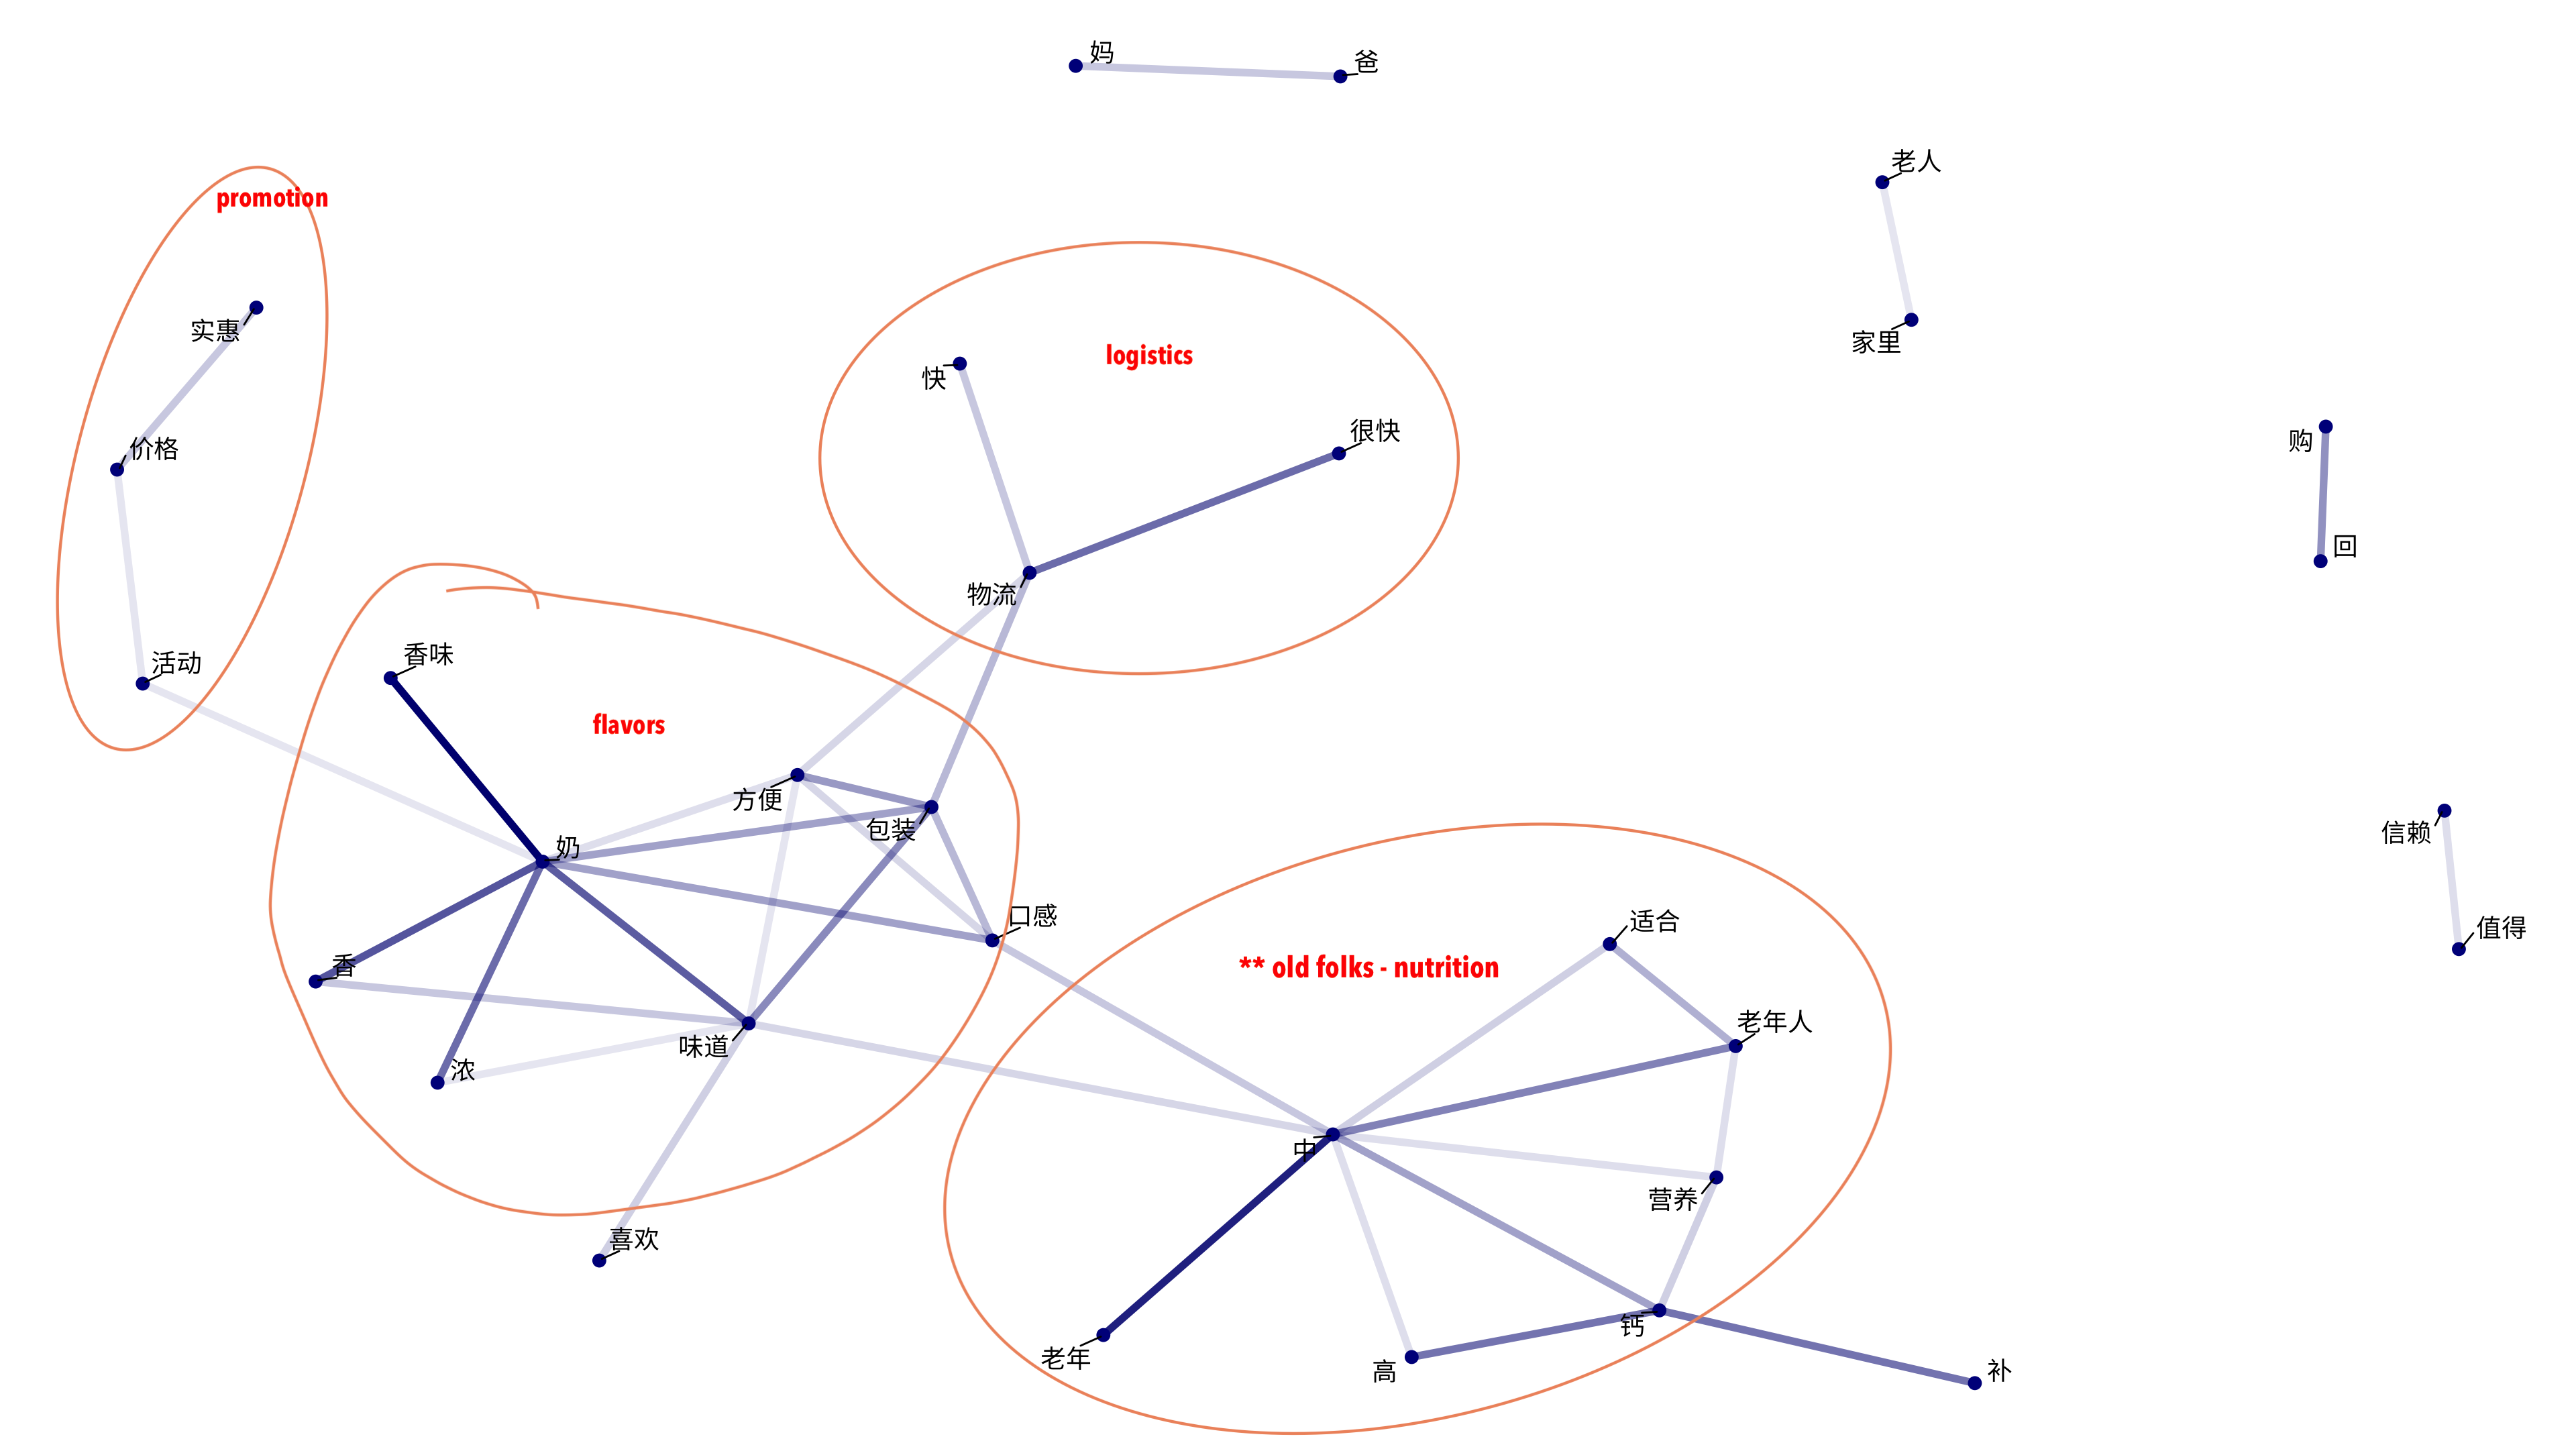 妈
爸
老人
promotion
实惠
家里
logistics
快
很快
购
价格
回
物流
香味
活动
flavors
方便
包装
信赖
奶
口感
适合
值得
香
** old folks - nutrition
老年人
味道
浓
中
营养
喜欢
钙
老年
高
补